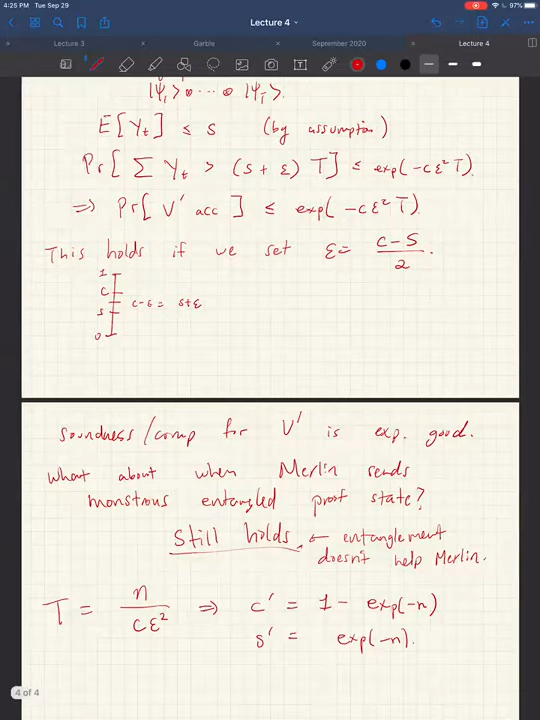 4:25 PM Tue Sep 29
97%
Lecture 4
Lecture 3
Garble
September 2020
Lecture 4
|ψ₁⟩ ⊗ ⋯ ⊗ |ψ_T⟩.
E[Y_t] ≤ s (by assumption)
Pr[ Σ Y_t > (s + ε) T] ≤ exp(-cε²T).
⇒ Pr[ V' acc ] ≤ exp(-cε²T).
This holds if we set ε = (c-s)/2.
1
c
c-ε = s+ε
s
0
soundness/comp for V' is exp. good.
What about when Merlin sends
monstrous entangled proof state?
Still holds. ← entanglement
doesn't help Merlin.
T = n/(cε²) ⇒ c' = 1 - exp(-n)
s' = exp(-n).
4 of 4